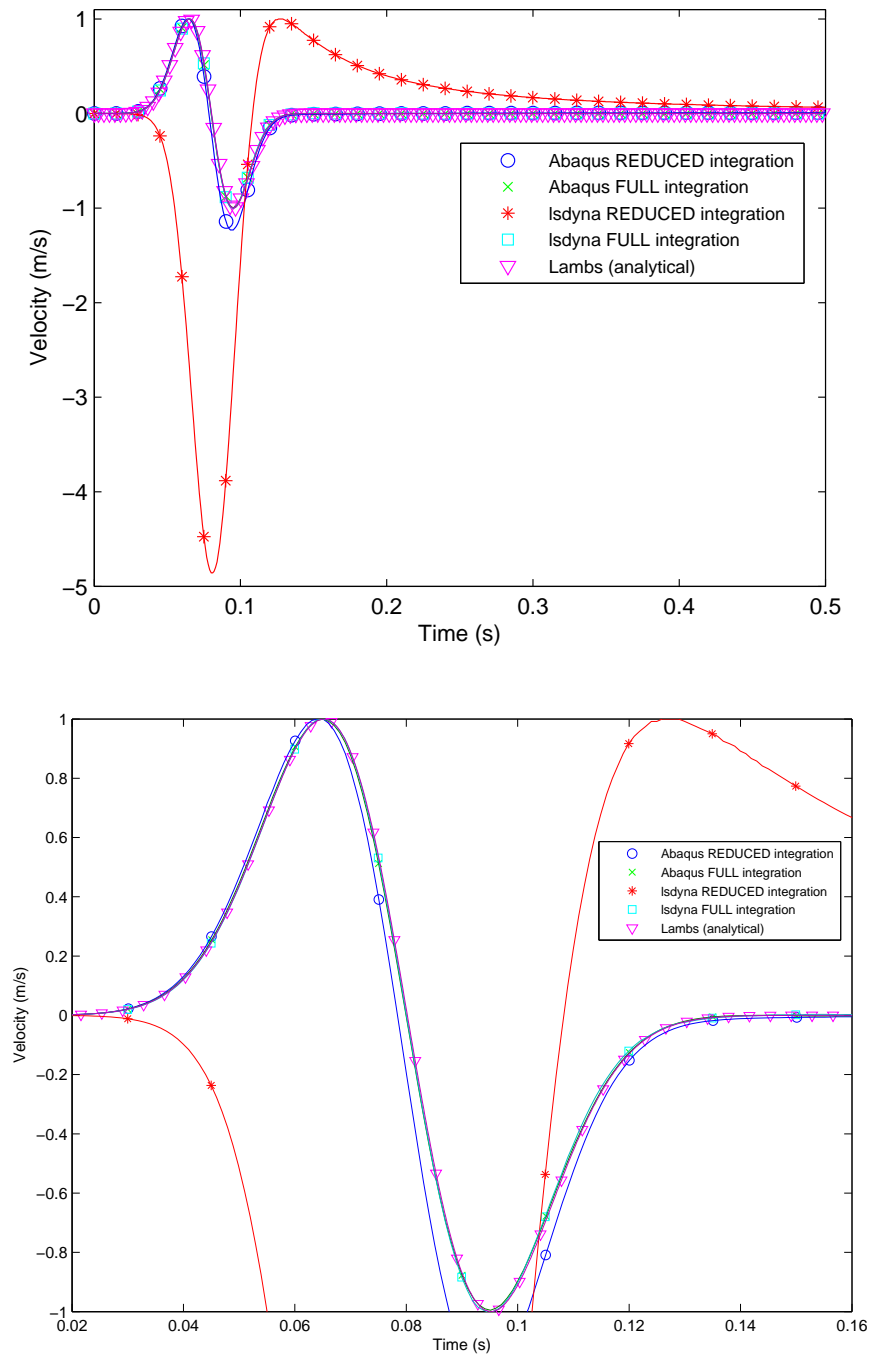 1
0
−1
−2
−3
−4
−5
Velocity (m/s)
Abaqus REDUCED integration
Abaqus FULL integration
lsdyna REDUCED integration
lsdyna FULL integration
Lambs (analytical)
0
0.1
0.2
0.3
0.4
0.5
Time (s)
1
0.8
0.6
0.4
0.2
0
−0.2
−0.4
−0.6
−0.8
−1
Velocity (m/s)
Abaqus REDUCED integration
Abaqus FULL integration
lsdyna REDUCED integration
lsdyna FULL integration
Lambs (analytical)
0.02
0.04
0.06
0.08
0.1
0.12
0.14
0.16
Time (s)